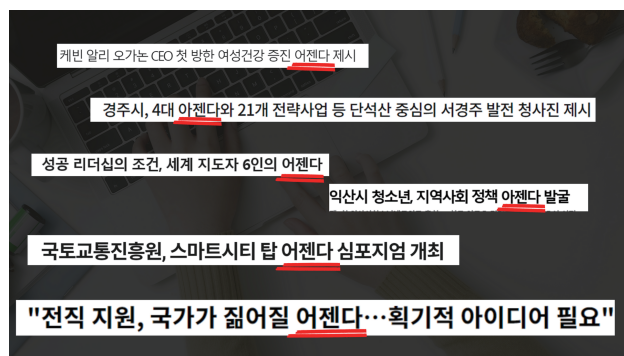 케빈 알리 오가논 CEO 첫 방한 여성건강 증진 어젠다 제시
경주시, 4대 아젠다와 21개 전략사업 등 단석산 중심의 서경주 발전 청사진 제시
성공 리더십의 조건, 세계 지도자 6인의 어젠다
익산시 청소년, 지역사회 정책 아젠다 발굴
국토교통진흥원, 스마트시티 탑 어젠다 심포지엄 개최
"전직 지원, 국가가 짊어질 어젠다…획기적 아이디어 필요"